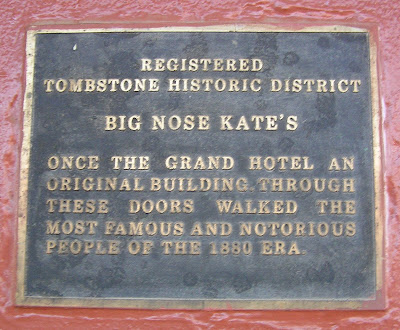 REGISTERED
TOMBSTONE HISTORIC DISTRICT
BIG NOSE KATE'S
ONCE THE GRAND HOTEL AN
ORIGINAL BUILDING. THROUGH
THESE DOORS WALKED THE
MOST FAMOUS AND NOTORIOUS
PEOPLE OF THE 1880 ERA.